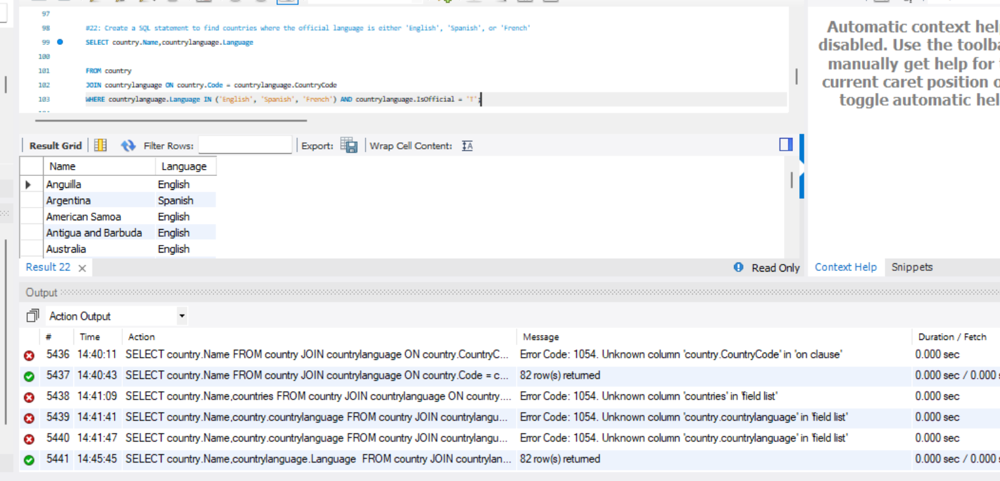 97
98 #22: Create a SQL statement to find countries where the official language is either 'English', 'Spanish', or 'French'
99 SELECT country.Name,countrylanguage.Language
100
101 FROM country
102 JOIN countrylanguage ON country.Code = countrylanguage.CountryCode
103 WHERE countrylanguage.Language IN ('English', 'Spanish', 'French') AND countrylanguage.IsOfficial = 'T';
Automatic context hel
disabled. Use the toolba
manually get help for
current caret position o
toggle automatic hel
Result Grid Filter Rows: Export: Wrap Cell Content:
Name Language
Anguilla English
Argentina Spanish
American Samoa English
Antigua and Barbuda English
Australia English
Result 22 Read Only Context Help Snippets
Output
Action Output
# Time Action Message Duration / Fetch
5436 14:40:11 SELECT country.Name FROM country JOIN countrylanguage ON country.CountryC... Error Code: 1054. Unknown column 'country.CountryCode' in 'on clause' 0.000 sec
5437 14:40:43 SELECT country.Name FROM country JOIN countrylanguage ON country.Code = c... 82 row(s) returned 0.000 sec / 0.000
5438 14:41:09 SELECT country.Name,countries FROM country JOIN countrylanguage ON country.... Error Code: 1054. Unknown column 'countries' in 'field list' 0.000 sec
5439 14:41:41 SELECT country.Name,country.countrylanguage FROM country JOIN countrylangu... Error Code: 1054. Unknown column 'country.countrylanguage' in 'field list' 0.000 sec
5440 14:41:47 SELECT country.Name,country.countrylanguage FROM country JOIN countrylangu... Error Code: 1054. Unknown column 'country.countrylanguage' in 'field list' 0.000 sec
5441 14:45:45 SELECT country.Name,countrylanguage.Language FROM country JOIN countrylan... 82 row(s) returned 0.000 sec / 0.000